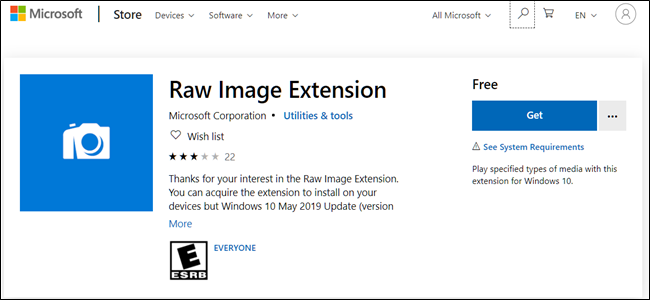 Microsoft Store Devices Software More All Microsoft EN
Raw Image Extension
Microsoft Corporation • Utilities & tools
Wish list
22
Thanks for your interest in the Raw Image Extension.
You can acquire the extension to install on your
devices but Windows 10 May 2019 Update (version
More
E
ESRB
EVERYONE
Free
Get ...
See System Requirements
Play specified types of media with this
extension for Windows 10.